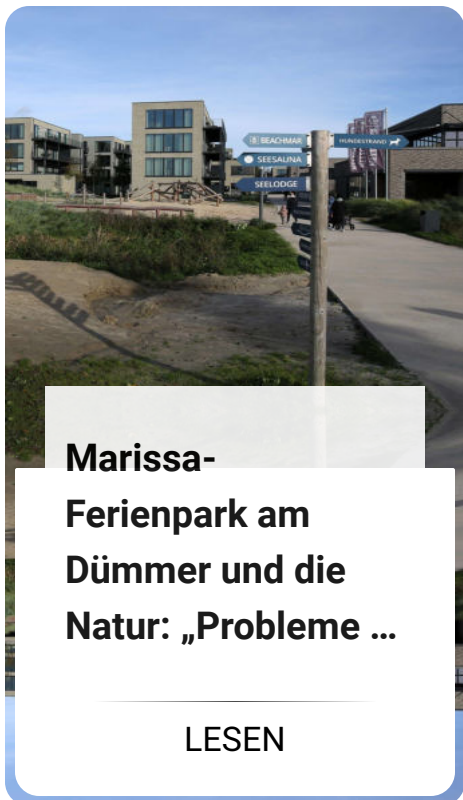 BEACHMAR
HUNDESTRAND
SEESAUNA
SEELODGE
Marissa-
Ferienpark am
Dümmer und die
Natur: „Probleme ...
LESEN